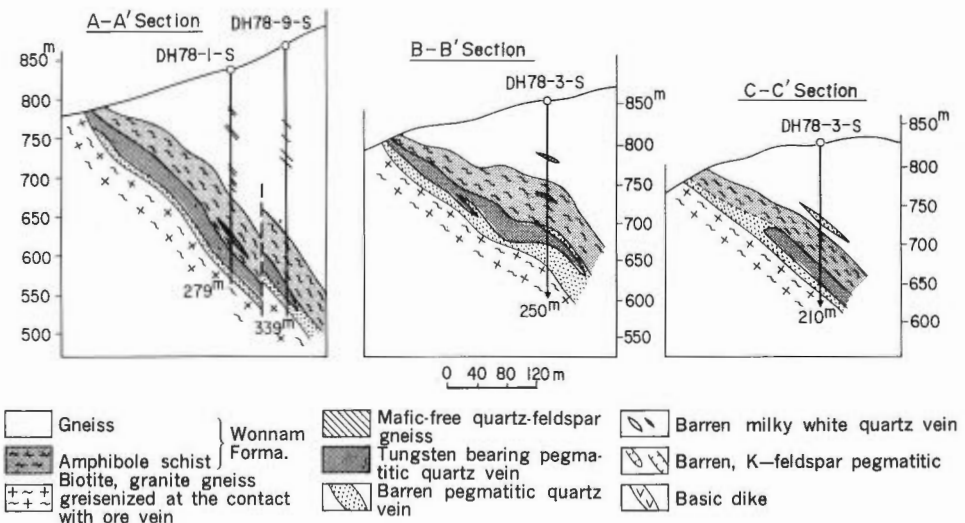 A-A' Section
DH78-9-S
DH78-1-S
m
850
800
750
700
650
600
550
500
279m
339m
B-B' Section
DH78-3-S
850m
800
750
700
650
600
550
250m
C-C' Section
DH78-3-S
850m
800
750
700
650
600
210m
0 40 80 120m
Gneiss
Amphibole schist
Wonnam
Forma.
Biotite, granite gneiss
greisenized at the contact
with ore vein
Mafic-free quartz-feldspar
gneiss
Tungsten bearing pegma-
titic quartz vein
Barren pegmatitic quartz
vein
Barren milky white quartz vein
Barren, K-feldspar pegmatitic
Basic dike